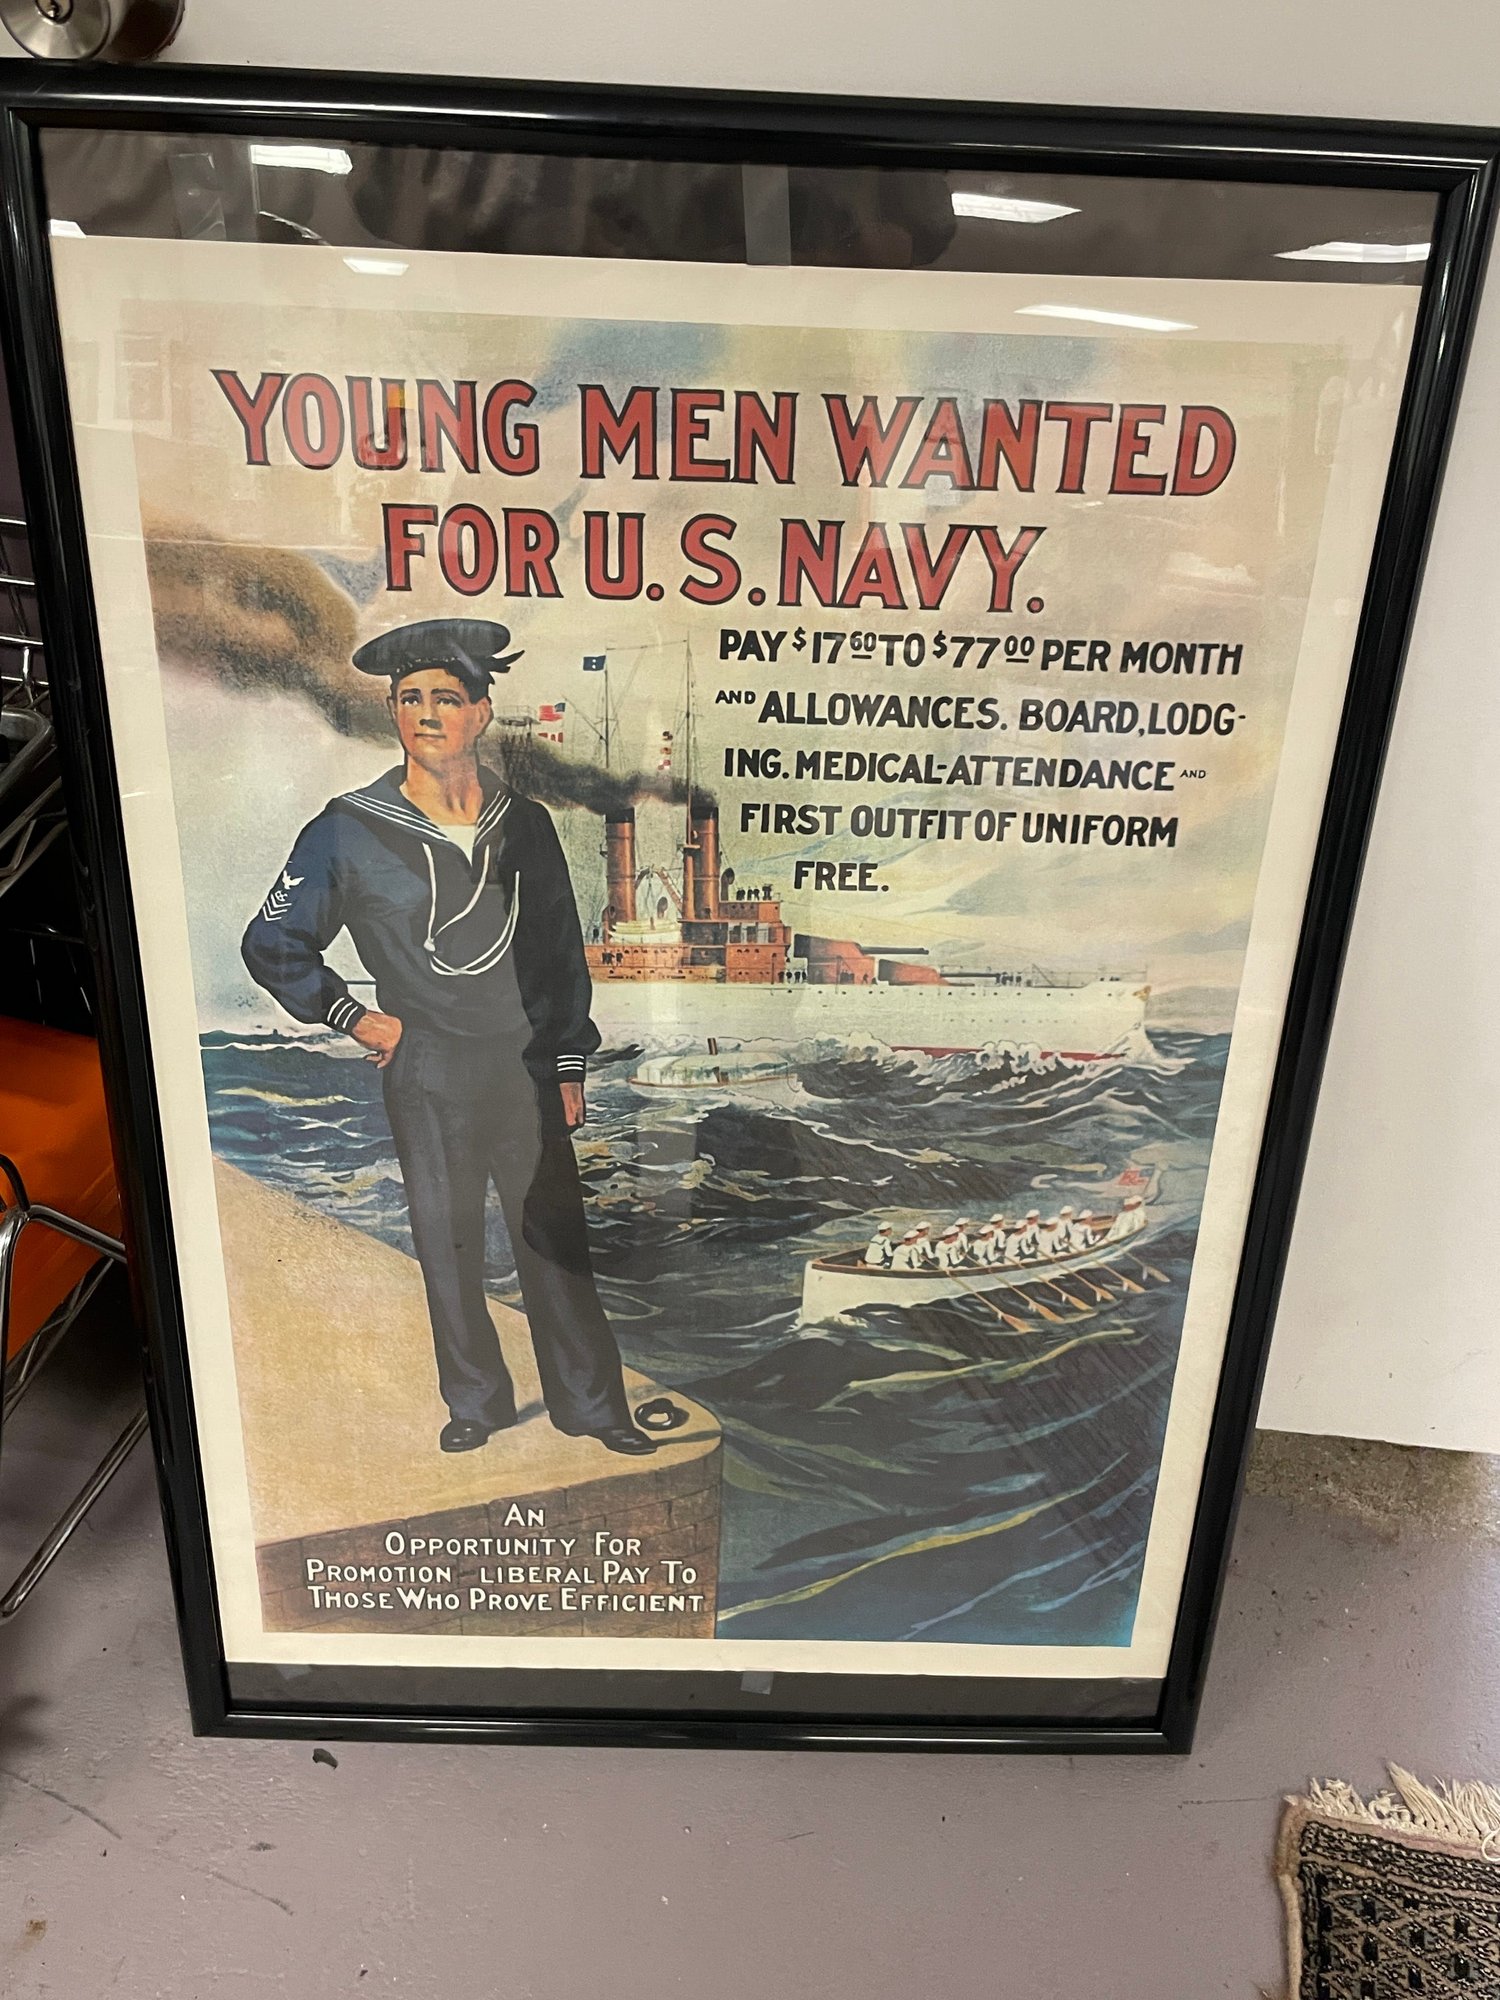 YOUNG MEN WANTED
FOR U.S. NAVY.
PAY $17 60 TO $77 00 PER MONTH
AND ALLOWANCES. BOARD, LODG-
ING. MEDICAL-ATTENDANCE AND
FIRST OUTFIT OF UNIFORM
FREE.
AN
OPPORTUNITY FOR
PROMOTION LIBERAL PAY TO
THOSE WHO PROVE EFFICIENT